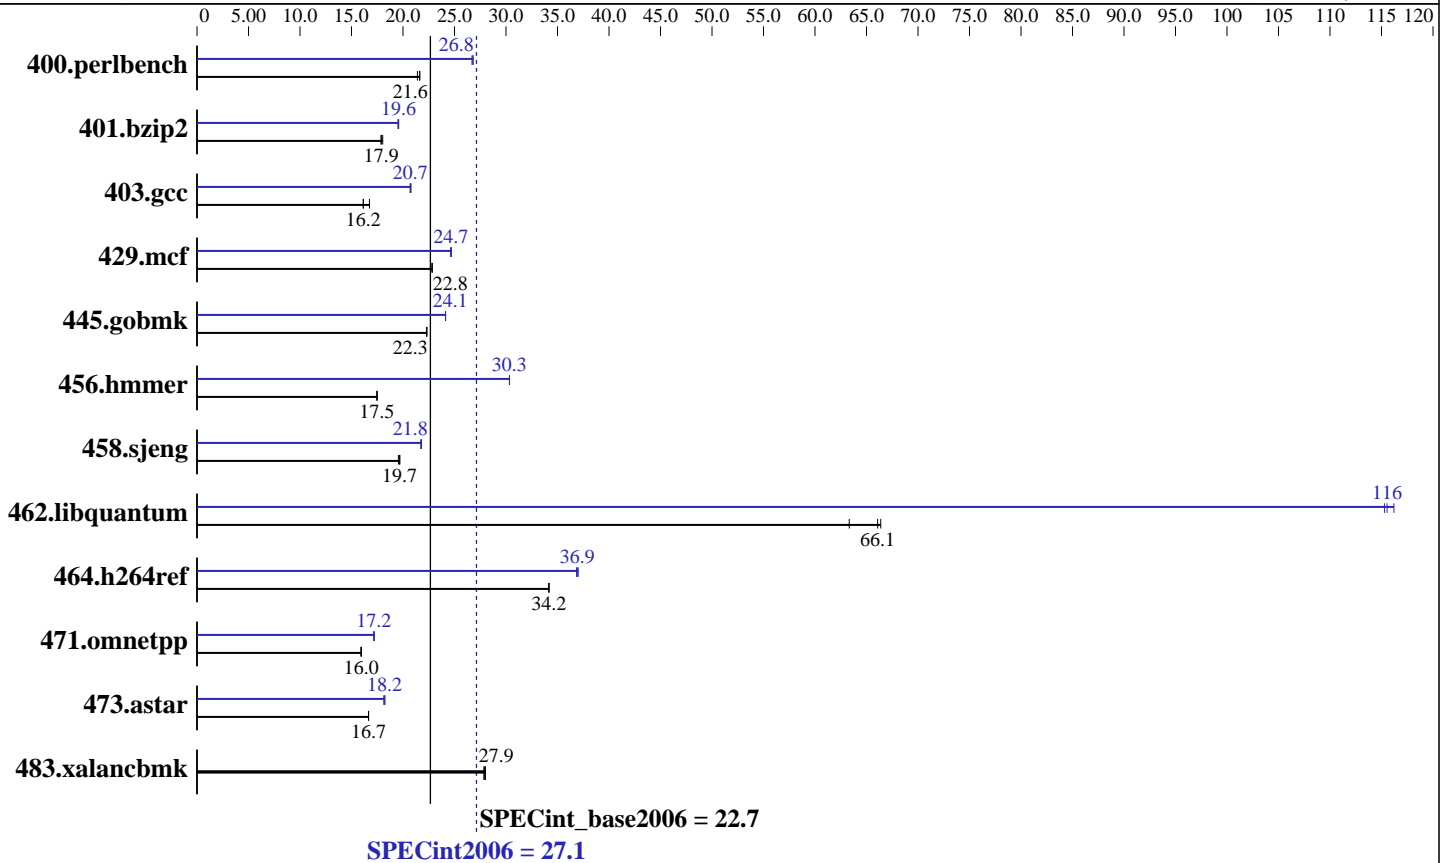 0 5.00 10.0 15.0 20.0 25.0 30.0 35.0 40.0 45.0 50.0 55.0 60.0 65.0 70.0 75.0 80.0 85.0 90.0 95.0 100 105 110 115 120
26.8
400.perlbench
21.6
19.6
401.bzip2
17.9
20.7
403.gcc
16.2
24.7
429.mcf
22.8
24.1
445.gobmk
22.3
30.3
456.hmmer
17.5
21.8
458.sjeng
19.7
116
462.libquantum
66.1
36.9
464.h264ref
34.2
17.2
471.omnetpp
16.0
18.2
473.astar
16.7
27.9
483.xalancbmk
SPECint_base2006 = 22.7
SPECint2006 = 27.1